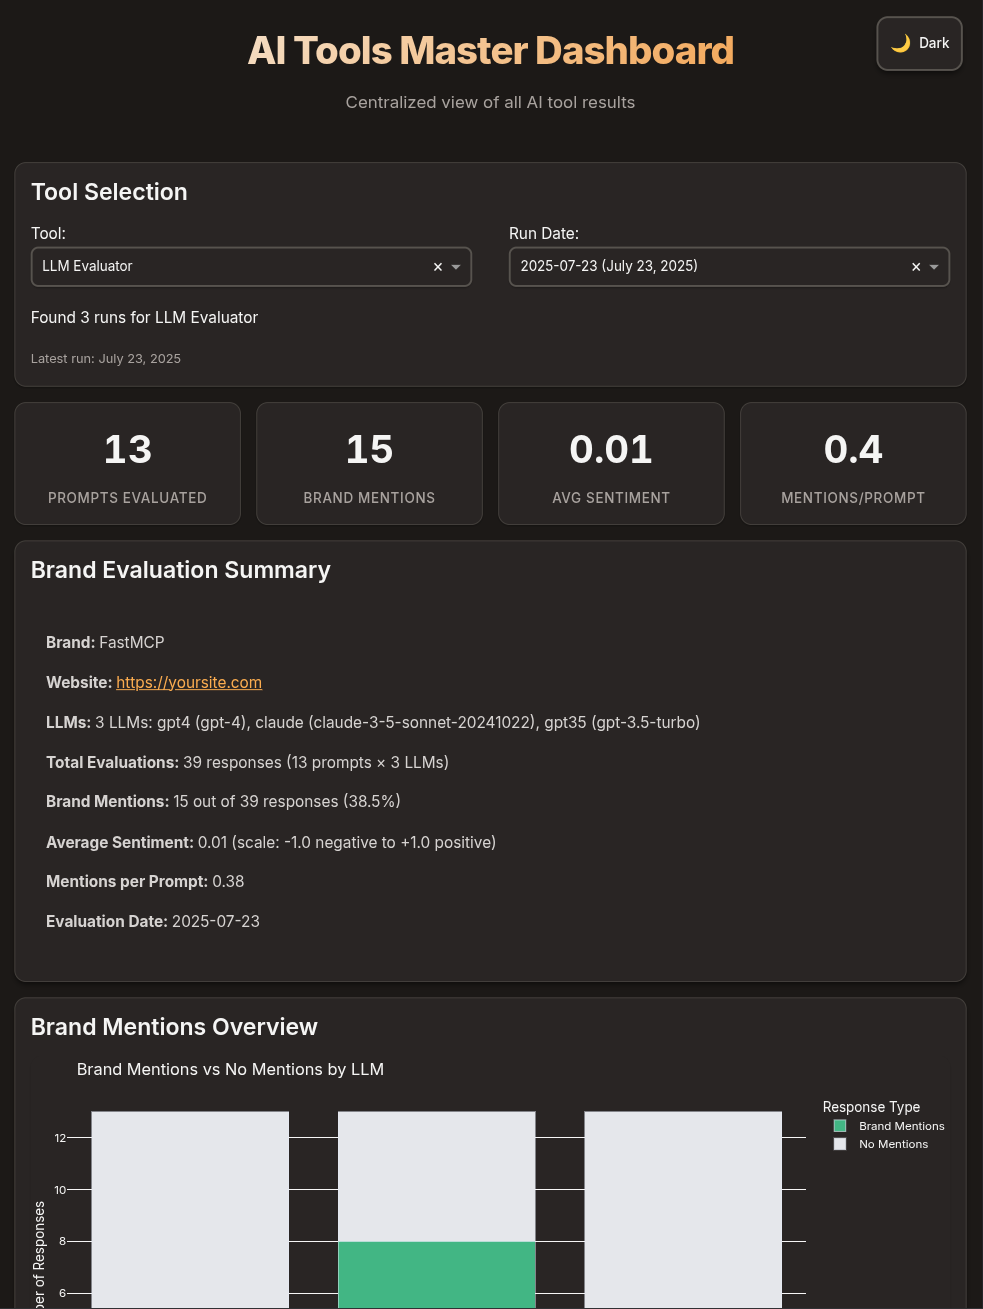 AI Tools Master Dashboard
🌙 Dark
Centralized view of all AI tool results
Tool Selection
Tool:
Run Date:
LLM Evaluator
×
2025-07-23 (July 23, 2025)
×
Found 3 runs for LLM Evaluator
Latest run: July 23, 2025
13
PROMPTS EVALUATED
15
BRAND MENTIONS
0.01
AVG SENTIMENT
0.4
MENTIONS/PROMPT
Brand Evaluation Summary
Brand: FastMCP
Website: https://yoursite.com
LLMs: 3 LLMs: gpt4 (gpt-4), claude (claude-3-5-sonnet-20241022), gpt35 (gpt-3.5-turbo)
Total Evaluations: 39 responses (13 prompts × 3 LLMs)
Brand Mentions: 15 out of 39 responses (38.5%)
Average Sentiment: 0.01 (scale: -1.0 negative to +1.0 positive)
Mentions per Prompt: 0.38
Evaluation Date: 2025-07-23
Brand Mentions Overview
Brand Mentions vs No Mentions by LLM
Response Type
Brand Mentions
No Mentions
12
10
8
6
of Responses